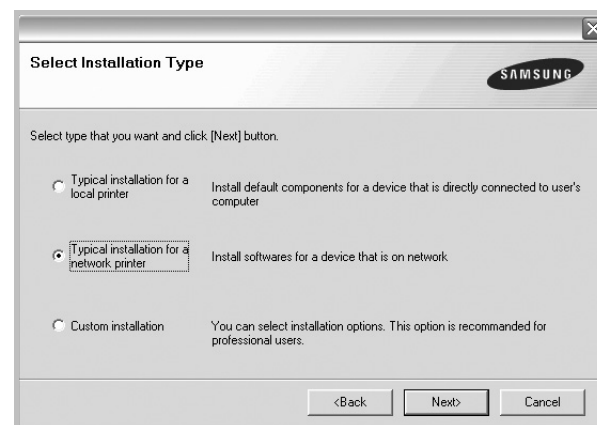 Select Installation Type
SAMSUNG
Select type that you want and click [Next] button.
Typical installation for a
local printer
Install default components for a device that is directly connected to user's
computer
Typical installation for a
network printer
Install softwares for a device that is on network
Custom installation
You can select installation options. This option is recommanded for
professional users.
<Back
Next>
Cancel